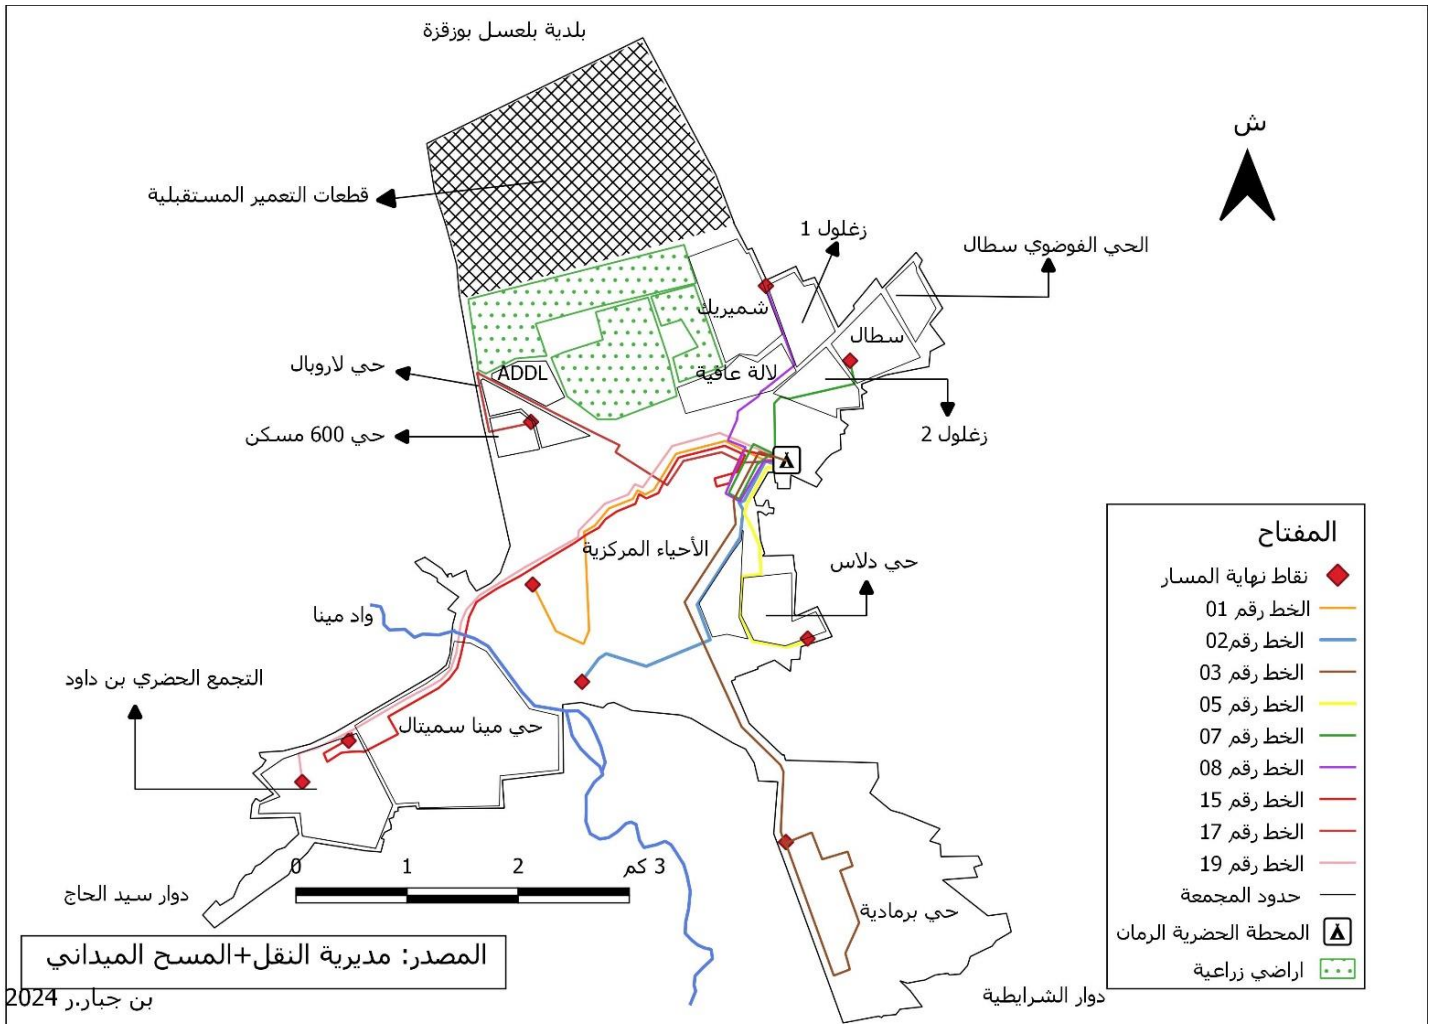 بلدية بلعسل بوزقزة
ش
قطعات التعمير المستقبلية
زغلول 1
الحي الفوضوي سطال
شميريك
سطال
حي لاروبال
ADDL
لالة عافية
حي 600 مسكن
زغلول 2
الأحياء المركزية
حي دلاس
واد مينا
التجمع الحضري بن داود
حي مينا سميتال
0 1 2 3 كم
دوار سيد الحاج
حي برمادية
دوار الشرايطية
المفتاح
نقاط نهاية المسار
الخط رقم 01
الخط رقم02
الخط رقم 03
الخط رقم 05
الخط رقم 07
الخط رقم 08
الخط رقم 15
الخط رقم 17
الخط رقم 19
حدود المجمعة
المحطة الحضرية الرمان
اراضي زراعية
المصدر: مديرية النقل+المسح الميداني
بن جبار.ر 2024